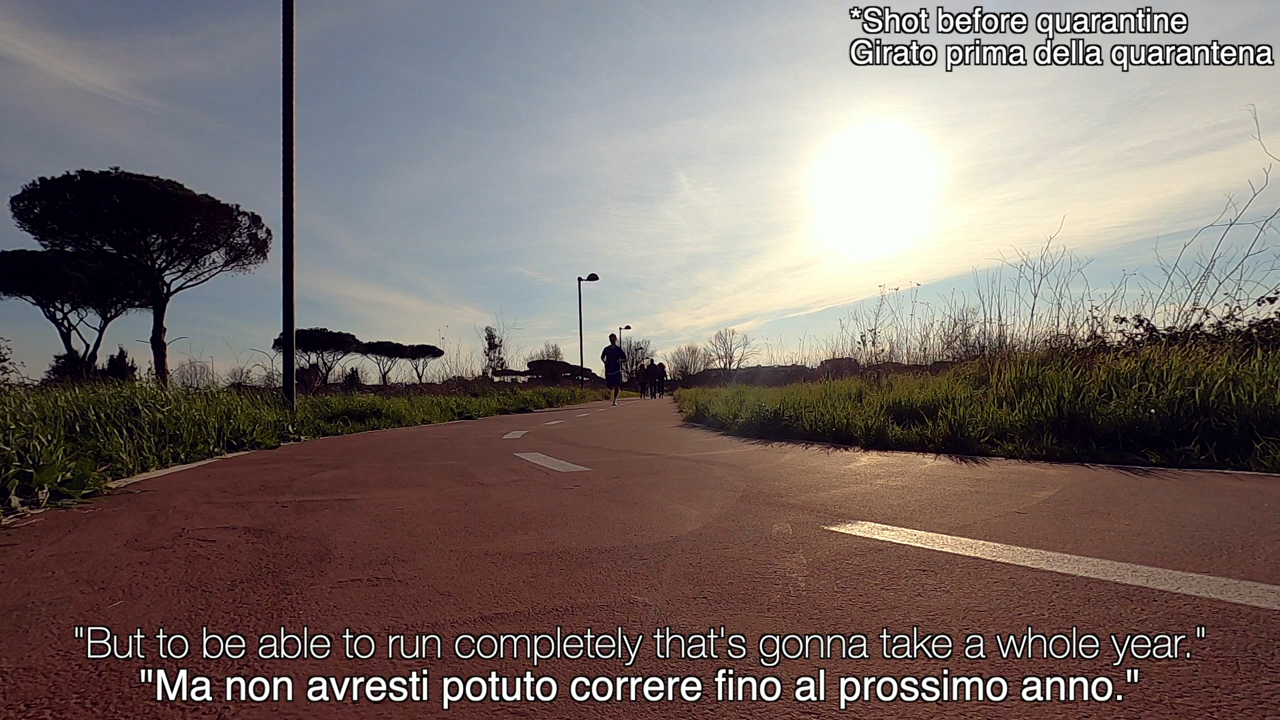 *Shot before quarantine
Girato prima della quarantena
"But to be able to run completely that's gonna take a whole year."
"Ma non avresti potuto correre fino al prossimo anno."